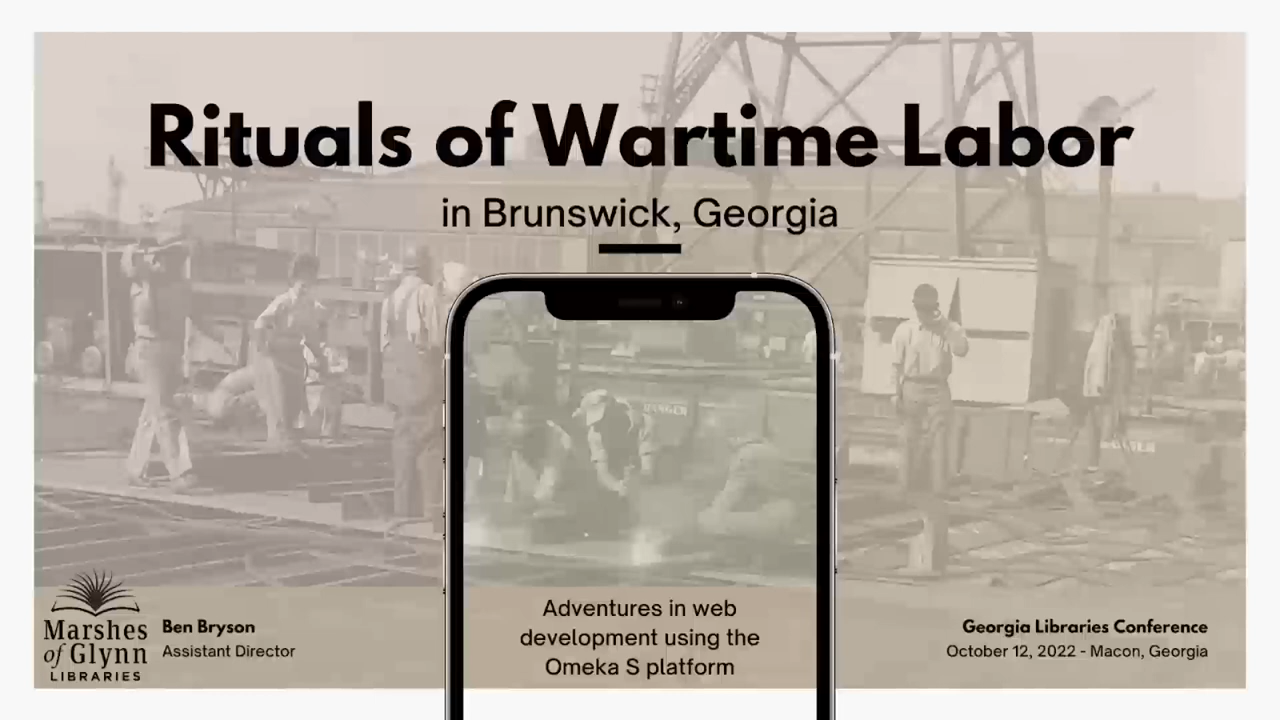 Rituals of Wartime Labor
in Brunswick, Georgia
DANGER
Marshes
of Glynn
LIBRARIES
Ben Bryson
Assistant Director
Adventures in web
development using the
Omeka S platform
Georgia Libraries Conference
October 12, 2022 - Macon, Georgia